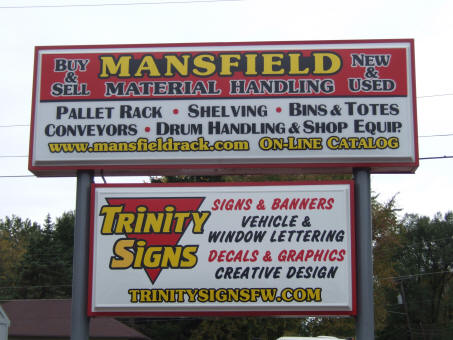 BUY & SELL MANSFIELD NEW & USED
MATERIAL HANDLING
PALLET RACK • SHELVING • BINS & TOTES
CONVEYORS • DRUM HANDLING & SHOP EQUIP.
www.mansfieldrack.com ON-LINE CATALOG
TRINITY SIGNS
SIGNS & BANNERS
VEHICLE &
WINDOW LETTERING
DECALS & GRAPHICS
CREATIVE DESIGN
TRINITYSIGNSFW.COM